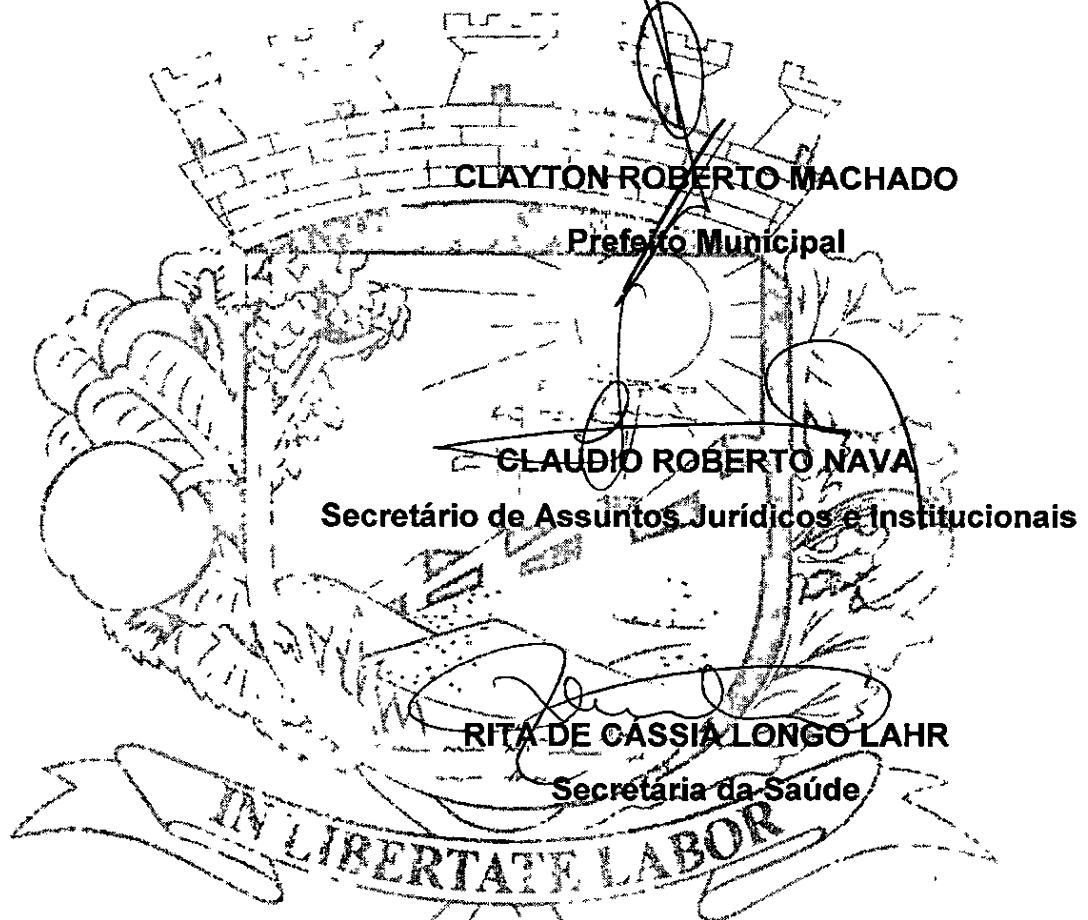 CLAYTON ROBERTO MACHADO
Prefeito Municipal
CLAUDIO ROBERTO NAVA
Secretário de Assuntos Jurídicos e Institucionais
RITA DE CÁSSIA LONGO LAHR
Secretária da Saúde
IN LIBERTATE LABOR